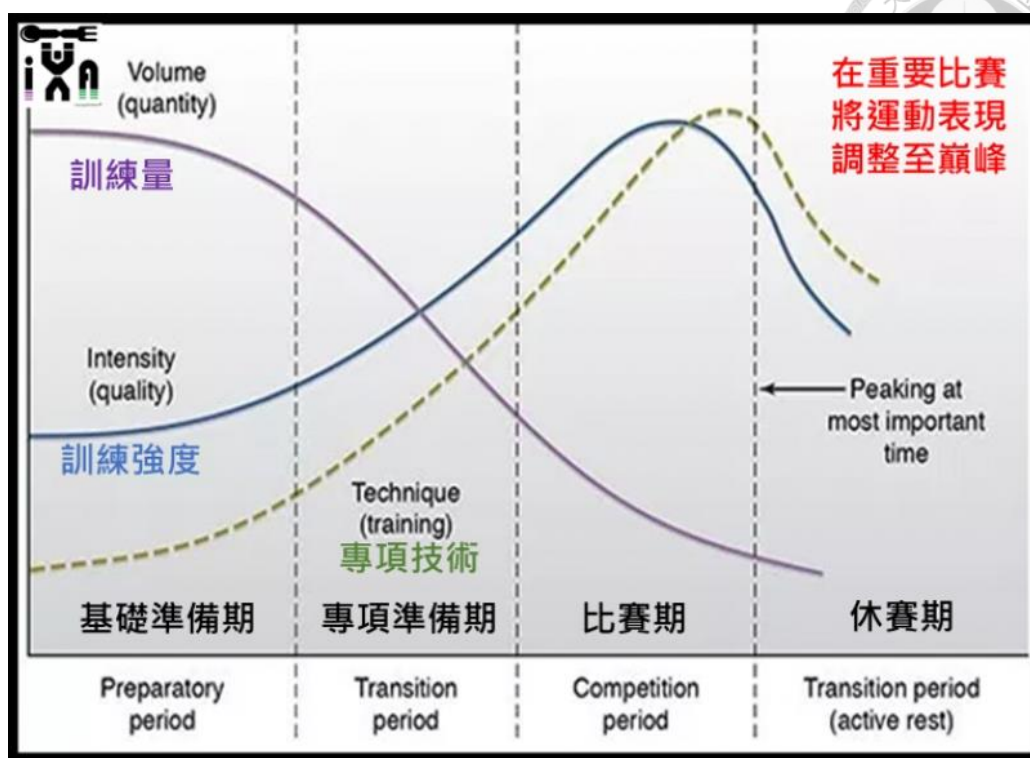 iXA
Volume
(quantity)
訓練量
在重要比賽
將運動表現
調整至巔峰
Intensity
(quality)
訓練強度
Peaking at
most important
time
Technique
(training)
專項技術
基礎準備期
專項準備期
比賽期
休賽期
Preparatory
period
Transition
period
Competition
period
Transition period
(active rest)